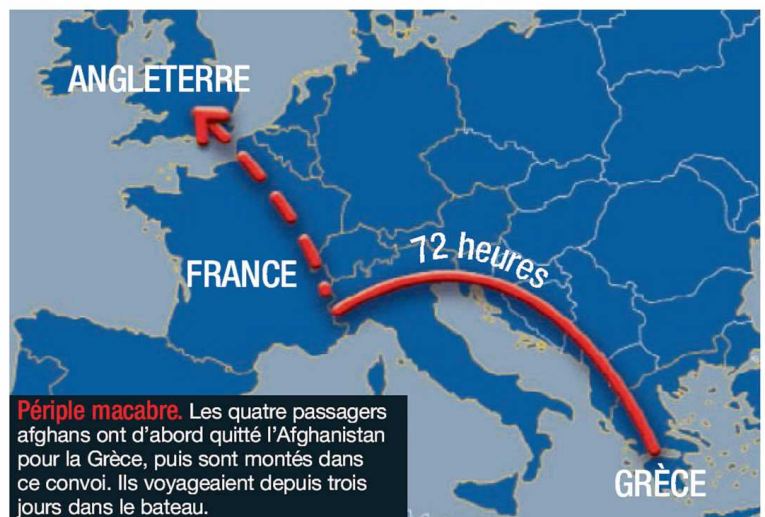 ANGLETERRE
72 heures
FRANCE
Périple macabre. Les quatre passagers
afghans ont d'abord quitté l'Afghanistan
pour la Grèce, puis sont montés dans
ce convoi. Ils voyageaient depuis trois
jours dans le bateau.
GRÈCE